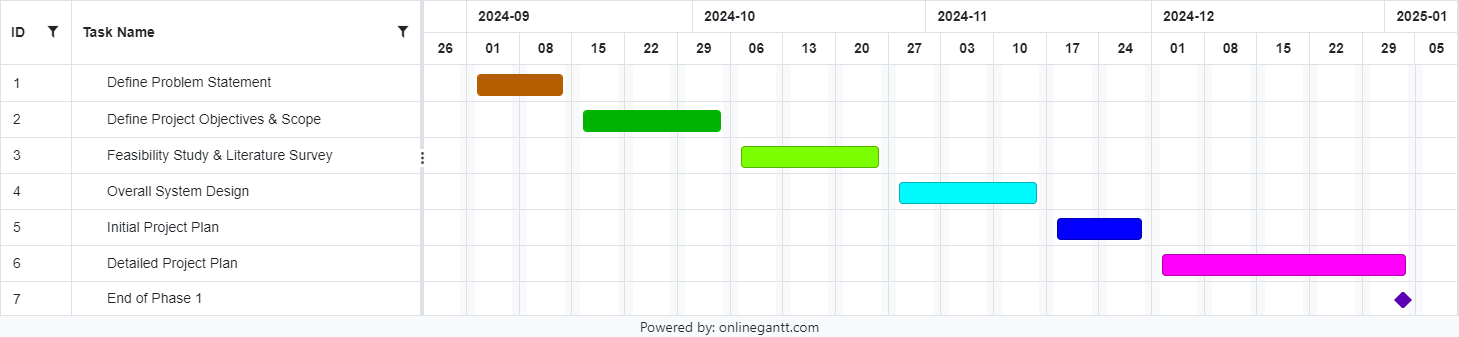 ID Task Name 2024-09 2024-10 2024-11 2024-12 2025-01
26 01 08 15 22 29 06 13 20 27 03 10 17 24 01 08 15 22 29 05
1 Define Problem Statement
2 Define Project Objectives & Scope
3 Feasibility Study & Literature Survey
4 Overall System Design
5 Initial Project Plan
6 Detailed Project Plan
7 End of Phase 1
Powered by: onlinegantt.com